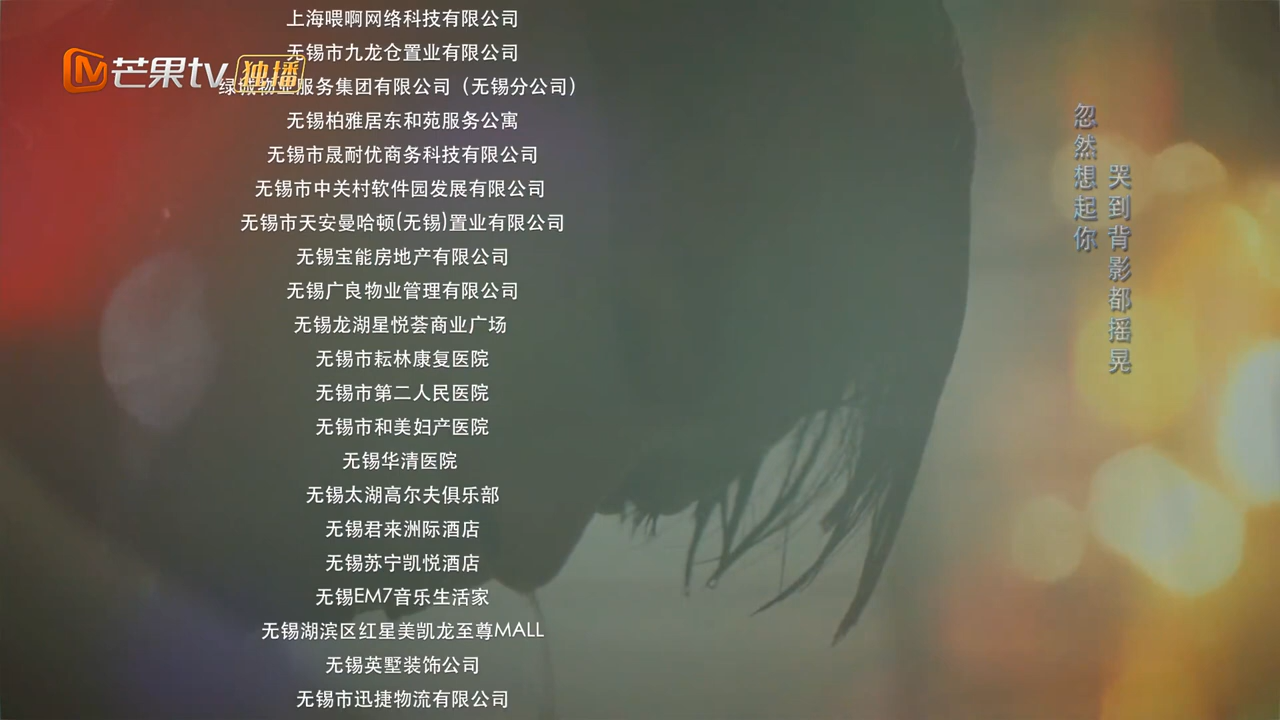 上海喂啊网络科技有限公司
无锡市九龙仓置业有限公司
芒果tv 独播
绿城物业服务集团有限公司（无锡分公司）
无锡柏雅居东和苑服务公寓
无锡市晟耐优商务科技有限公司
无锡市中关村软件园发展有限公司
无锡市天安曼哈顿(无锡)置业有限公司
无锡宝能房地产有限公司
无锡广良物业管理有限公司
无锡龙湖星悦荟商业广场
无锡市耘林康复医院
无锡市第二人民医院
无锡市和美妇产医院
无锡华清医院
无锡太湖高尔夫俱乐部
无锡君来洲际酒店
无锡苏宁凯悦酒店
无锡EM7音乐生活家
无锡湖滨区红星美凯龙至尊MALL
无锡英墅装饰公司
无锡市迅捷物流有限公司
忽然想起你
哭到背影都摇晃